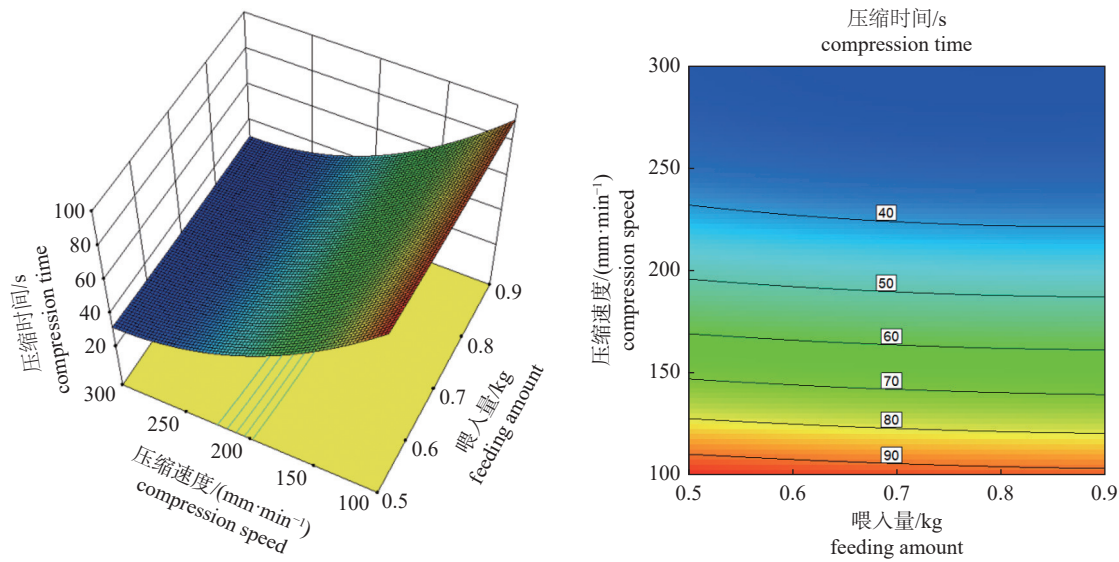 100
80
60
40
20
压缩时间/s
compression time
300
250
200
150
100
压缩速度/(mm·min⁻¹)
compression speed
0.5
0.6
0.7
0.8
0.9
喂入量/kg
feeding amount
压缩时间/s
compression time
300
250
200
150
100
压缩速度/(mm·min⁻¹)
compression speed
40
50
60
70
80
90
0.5
0.6
0.7
0.8
0.9
喂入量/kg
feeding amount